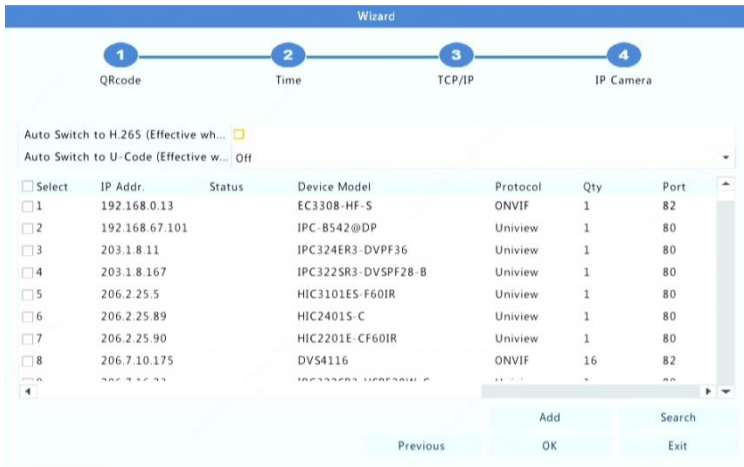 Wizard
1 2 3 4
QRcode Time TCP/IP IP Camera
Auto Switch to H.265 (Effective wh...
Auto Switch to U-Code (Effective w... Off
Select IP Addr. Status Device Model Protocol Qty Port
1 192.168.0.13 EC3308-HF-S ONVIF 1 82
2 192.168.67.101 IPC-B542@DP Uniview 1 80
3 203.1.8.11 IPC324ER3-DVPF36 Uniview 1 80
4 203.1.8.167 IPC322SR3-DVSPF28-B Uniview 1 80
5 206.2.25.5 HIC3101ES-F60IR Uniview 1 80
6 206.2.25.89 HIC2401S-C Uniview 1 80
7 206.2.25.90 HIC2201E-CF60IR Uniview 1 80
8 206.7.10.175 DVS4116 ONVIF 16 82
Add Search
Previous OK Exit